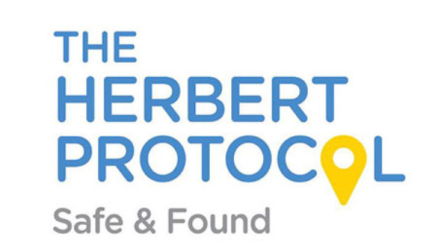 THE
HERBERT
PROTOCOL
Safe & Found